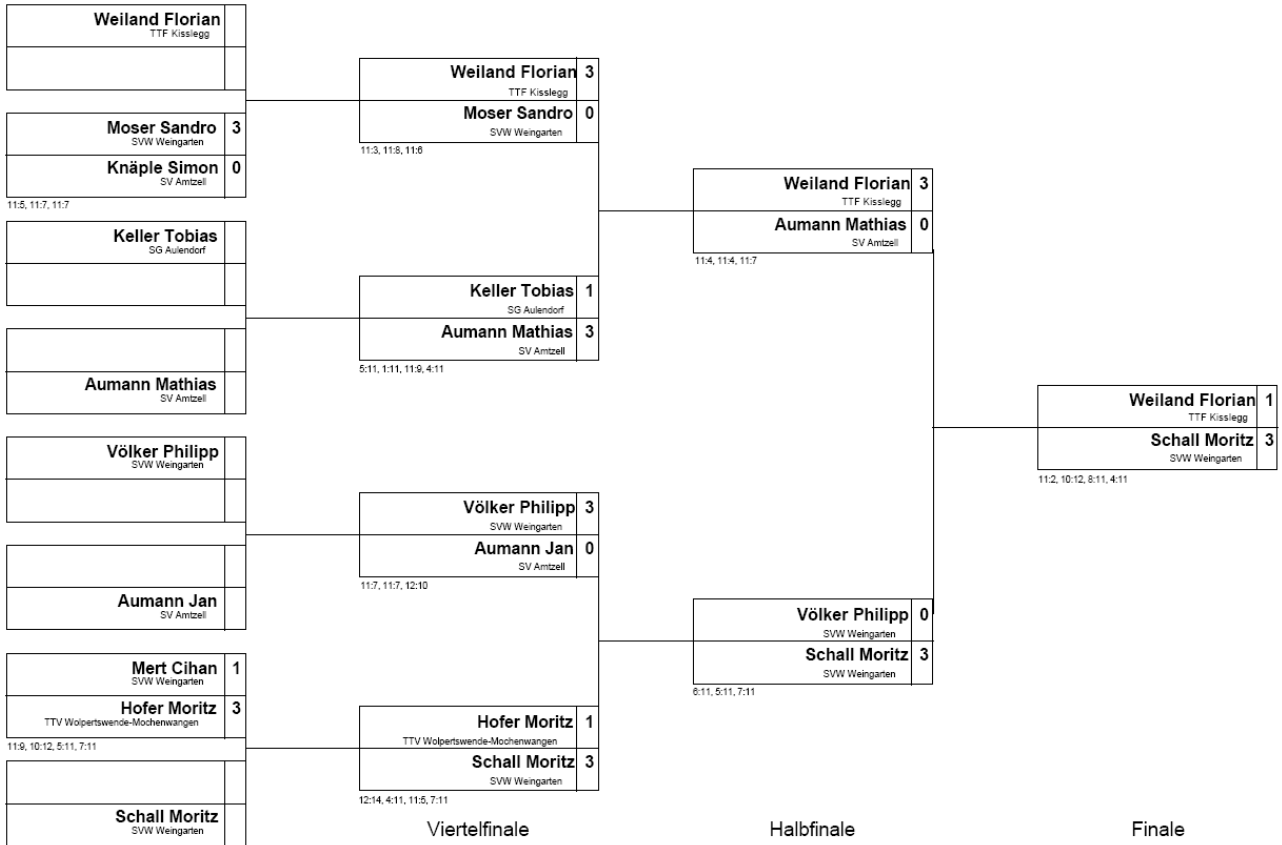 Weiland Florian
TTF Kisslegg
Moser Sandro 3
SVW Weingarten
Knäple Simon 0
SV Amtzell
11:5, 11:7, 11:7
Keller Tobias
SG Aulendorf
Aumann Mathias
SV Amtzell
Völker Philipp
SVW Weingarten
Aumann Jan
SV Amtzell
Mert Cihan 1
SVW Weingarten
Hofer Moritz 3
TTV Wolpertswende-Mochenwangen
11:9, 10:12, 5:11, 7:11
Schall Moritz
SVW Weingarten
Weiland Florian 3
TTF Kisslegg
Moser Sandro 0
SVW Weingarten
11:3, 11:8, 11:6
Keller Tobias 1
SG Aulendorf
Aumann Mathias 3
SV Amtzell
5:11, 1:11, 11:9, 4:11
Völker Philipp 3
SVW Weingarten
Aumann Jan 0
SV Amtzell
11:7, 11:7, 12:10
Hofer Moritz 1
TTV Wolpertswende-Mochenwangen
Schall Moritz 3
SVW Weingarten
12:14, 4:11, 11:5, 7:11
Viertelfinale
Weiland Florian 3
TTF Kisslegg
Aumann Mathias 0
SV Amtzell
11:4, 11:4, 11:7
Völker Philipp 0
SVW Weingarten
Schall Moritz 3
SVW Weingarten
6:11, 5:11, 7:11
Halbfinale
Weiland Florian 1
TTF Kisslegg
Schall Moritz 3
SVW Weingarten
11:2, 10:12, 8:11, 4:11
Finale